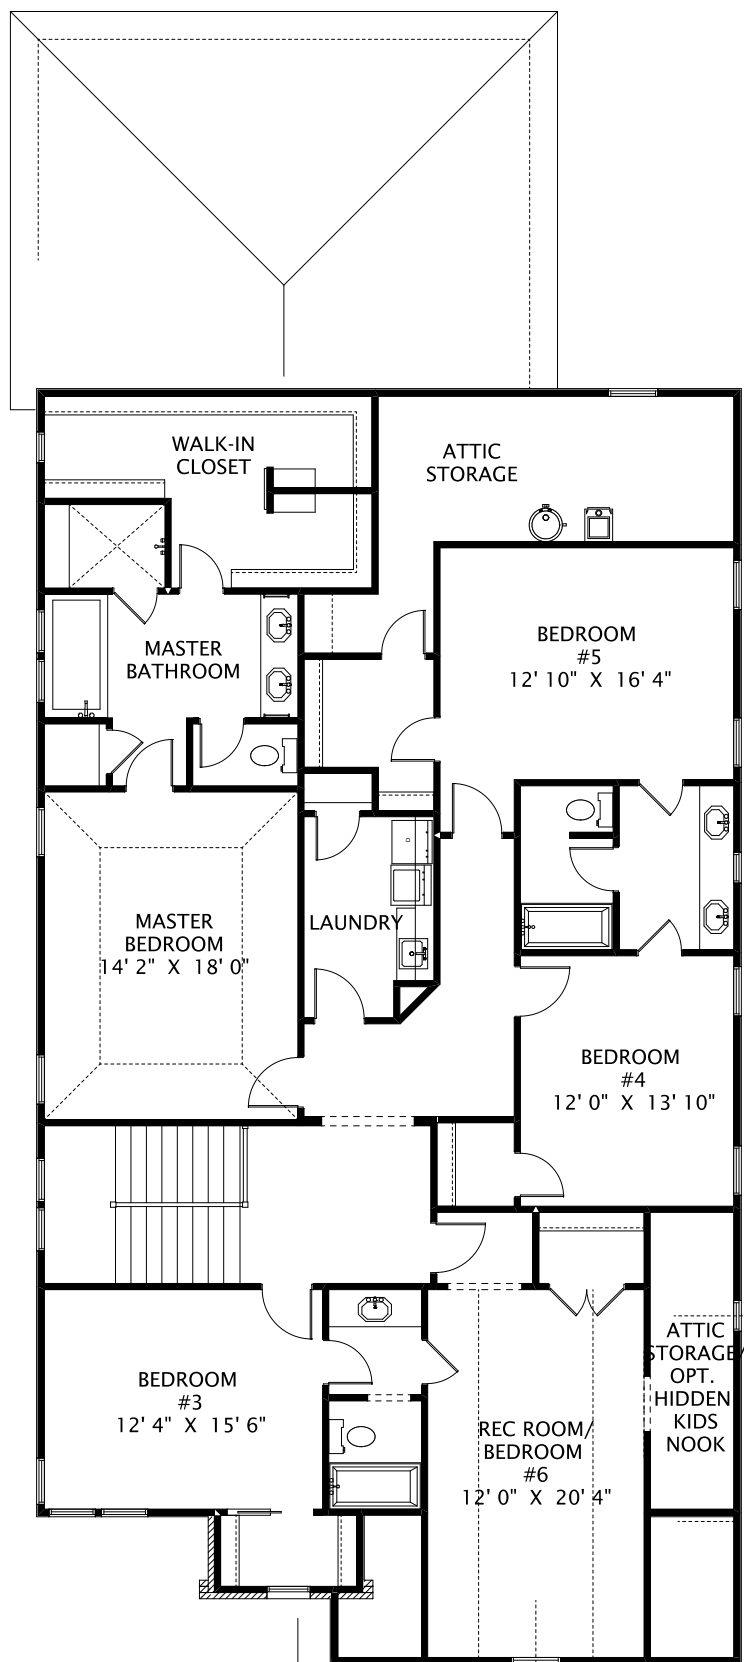 WALK-IN
CLOSET
ATTIC
STORAGE
MASTER
BATHROOM
BEDROOM
#5
12' 10" X 16' 4"
MASTER
BEDROOM
14' 2" X 18' 0"
LAUNDRY
BEDROOM
#4
12' 0" X 13' 10"
BEDROOM
#3
12' 4" X 15' 6"
ATTIC
STORAGE/
OPT.
HIDDEN
KIDS
NOOK
REC ROOM/
BEDROOM
#6
12' 0" X 20' 4"